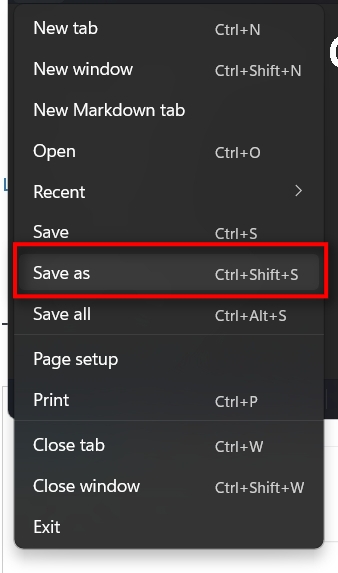 New tab Ctrl+N
New window Ctrl+Shift+N
New Markdown tab
Open Ctrl+O
Recent
Save Ctrl+S
Save as Ctrl+Shift+S
Save all Ctrl+Alt+S
Page setup
Print Ctrl+P
Close tab Ctrl+W
Close window Ctrl+Shift+W
Exit